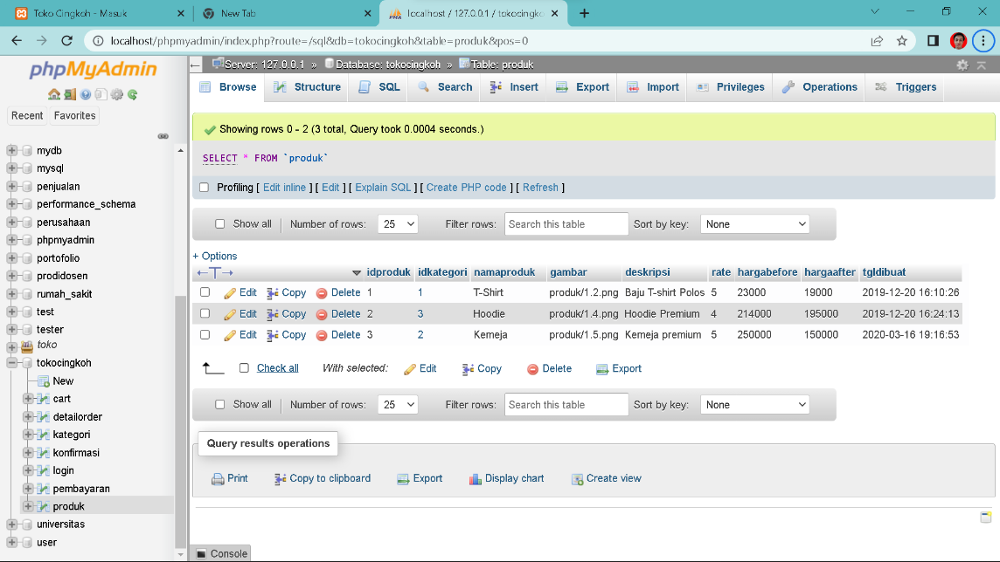 Toko Cingkoh - Masuk
New Tab
localhost / 127.0.0.1 / tokocingko
localhost/phpmyadmin/index.php?route=/sql&db=tokocingkoh&table=produk&pos=0
phpMyAdmin
Recent Favorites
mydb
mysql
penjualan
performance_schema
perusahaan
phpmyadmin
portofolio
prodidosen
rumah_sakit
test
tester
toko
tokocingkoh
New
cart
detailorder
kategori
konfirmasi
login
pembayaran
produk
universitas
user
Server: 127.0.0.1 » Database: tokocingkoh » Table: produk
Browse Structure SQL Search Insert Export Import Privileges Operations Triggers
Showing rows 0 - 2 (3 total, Query took 0.0004 seconds.)
SELECT * FROM `produk`
Profiling [ Edit inline ] [ Edit ] [ Explain SQL ] [ Create PHP code ] [ Refresh ]
Show all Number of rows: 25 Filter rows: Search this table Sort by key: None
+ Options
←T→ idproduk idkategori namaproduk gambar deskripsi rate hargabefore hargaafter tgldibuat
Edit Copy Delete 1 1 T-Shirt produk/1.2.png Baju T-shirt Polos 5 23000 19000 2019-12-20 16:10:26
Edit Copy Delete 2 3 Hoodie produk/1.4.png Hoodie Premium 4 214000 195000 2019-12-20 16:24:13
Edit Copy Delete 3 2 Kemeja produk/1.5.png Kemeja premium 5 250000 150000 2020-03-16 19:16:53
Check all With selected: Edit Copy Delete Export
Show all Number of rows: 25 Filter rows: Search this table Sort by key: None
Query results operations
Print Copy to clipboard Export Display chart Create view
Console